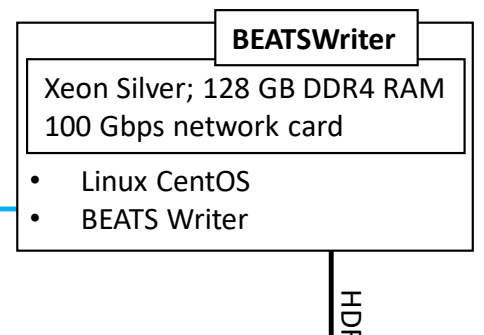 BEATSWriter
Xeon Silver; 128 GB DDR4 RAM
100 Gbps network card
• Linux CentOS
• BEATS Writer